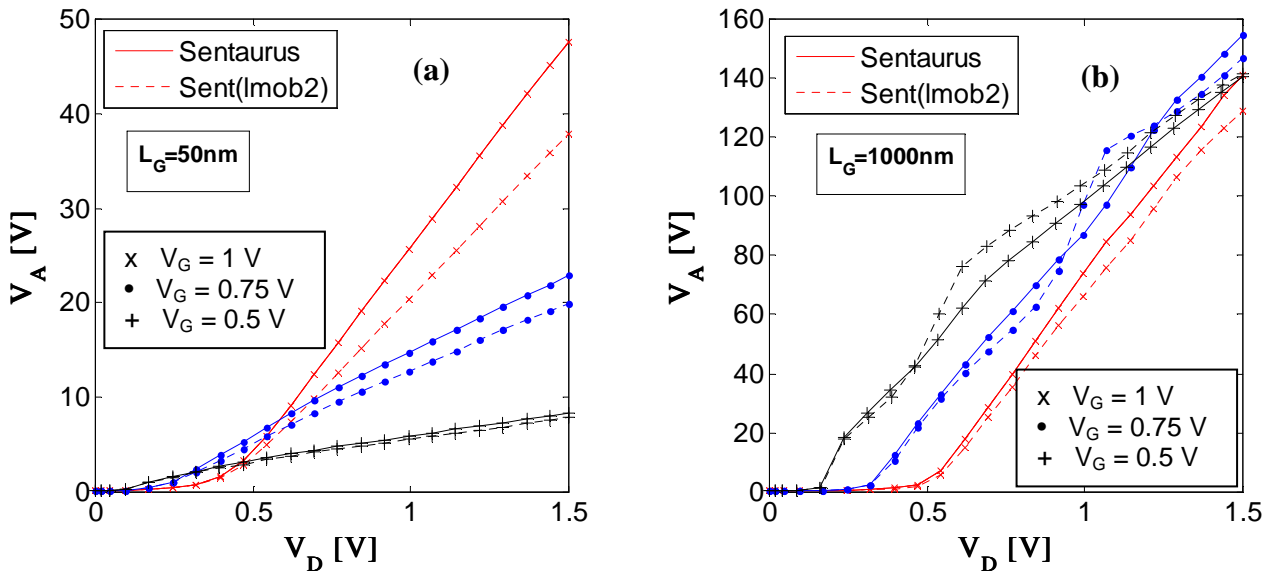 50
40
30
20
10
0
V_A [V]
Sentaurus
Sent(lmob2)
(a)
L_G=50nm
x V_G = 1 V
● V_G = 0.75 V
+ V_G = 0.5 V
0 0.5 1 1.5
V_D [V]
160
140
120
100
80
60
40
20
0
V_A [V]
Sentaurus
Sent(lmob2)
(b)
L_G=1000nm
x V_G = 1 V
● V_G = 0.75 V
+ V_G = 0.5 V
0 0.5 1 1.5
V_D [V]